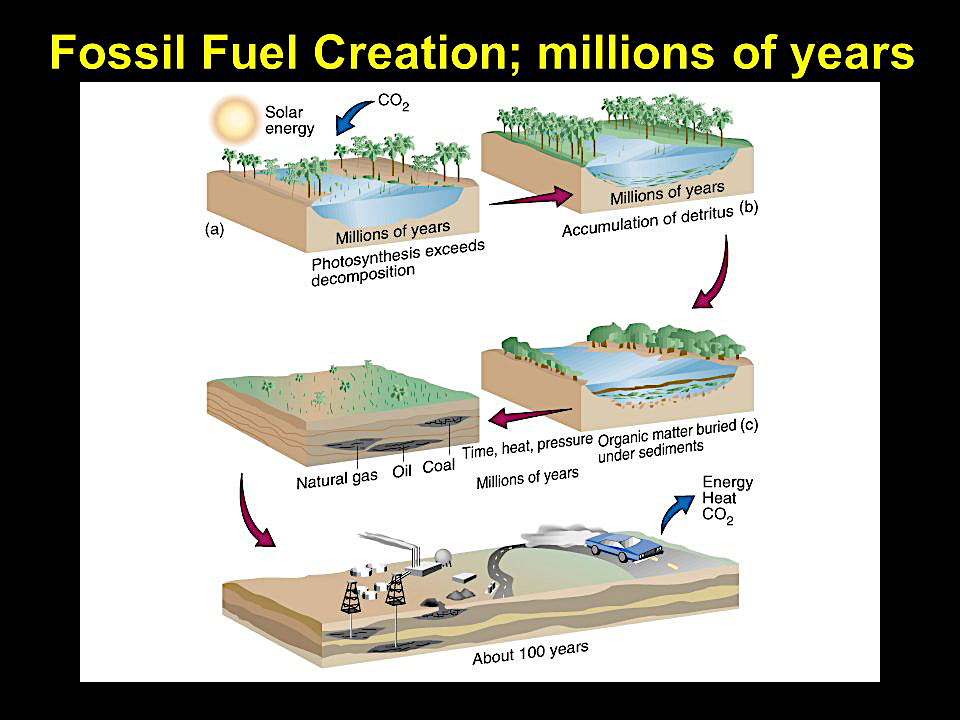 Fossil Fuel Creation; millions of years
Solar
energy
CO₂
(a)
Millions of years
Photosynthesis exceeds
decomposition
Millions of years
Accumulation of detritus (b)
Organic matter buried (c)
under sediments
Time, heat, pressure
Millions of years
Natural gas
Oil
Coal
Energy
Heat
CO₂
About 100 years